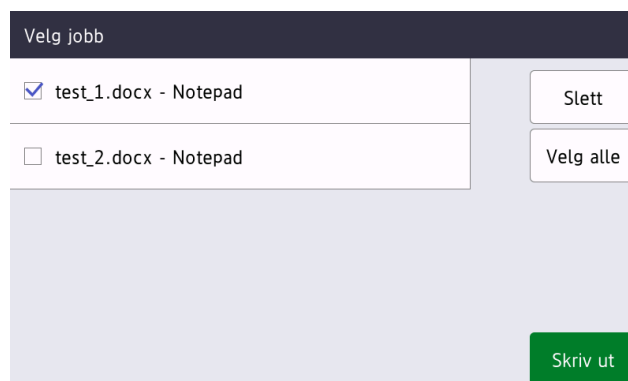 Velg jobb
test_1.docx - Notepad
test_2.docx - Notepad
Slett
Velg alle
Skriv ut